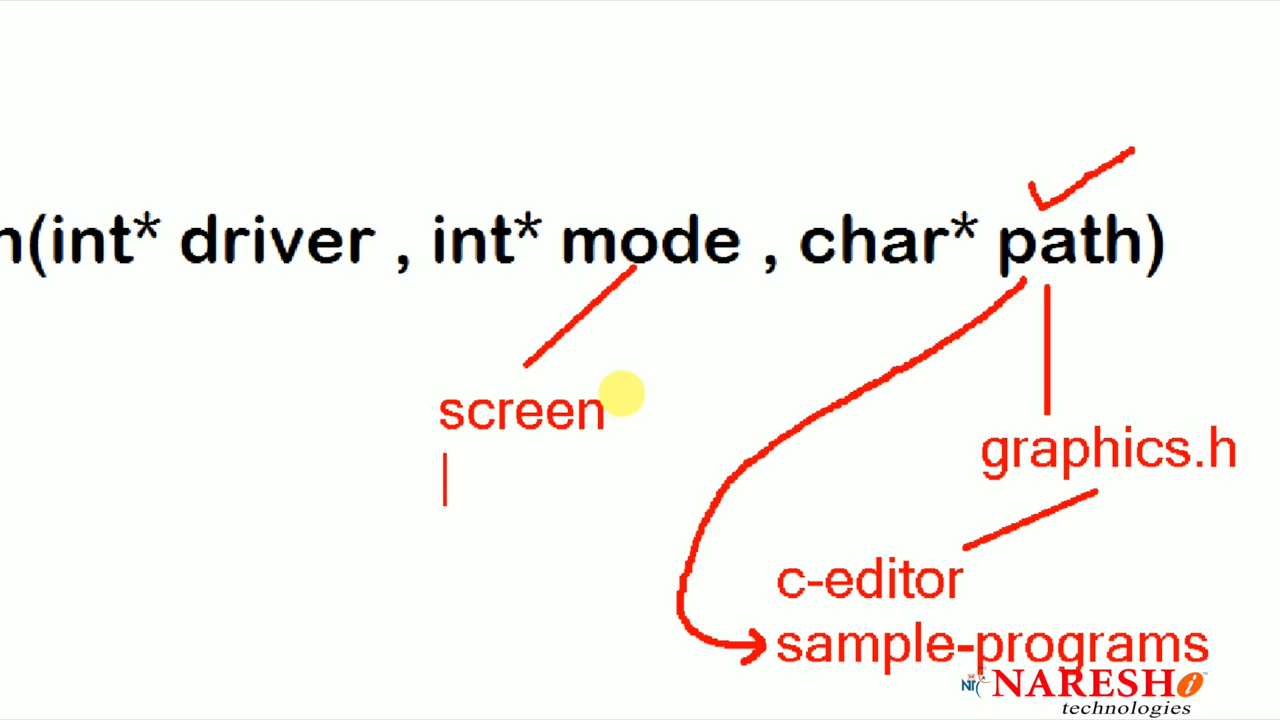 n(int* driver , int* mode , char* path)
screen
graphics.h
c-editor
sample-programs
NARESH i
technologies